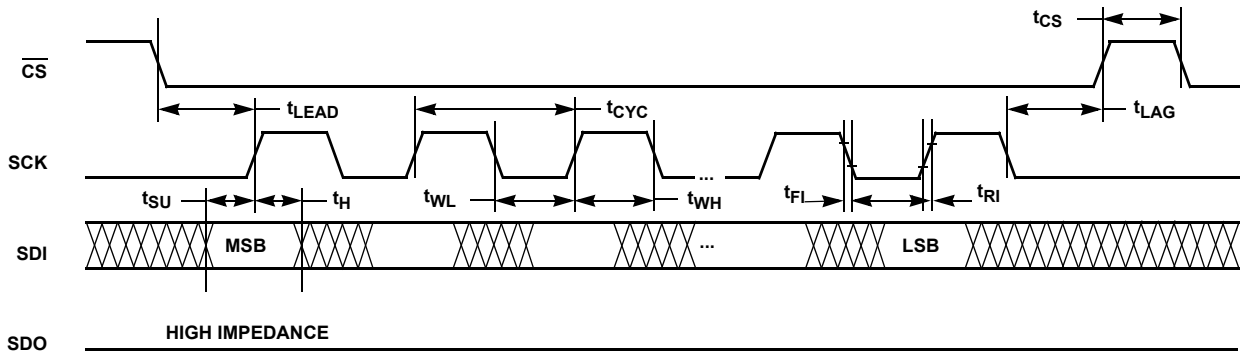 tCS
CS
tLEAD
tCYC
tLAG
SCK
...
tSU
tH
tWL
tWH
tFI
tRI
SDI
MSB
...
LSB
HIGH IMPEDANCE
SDO